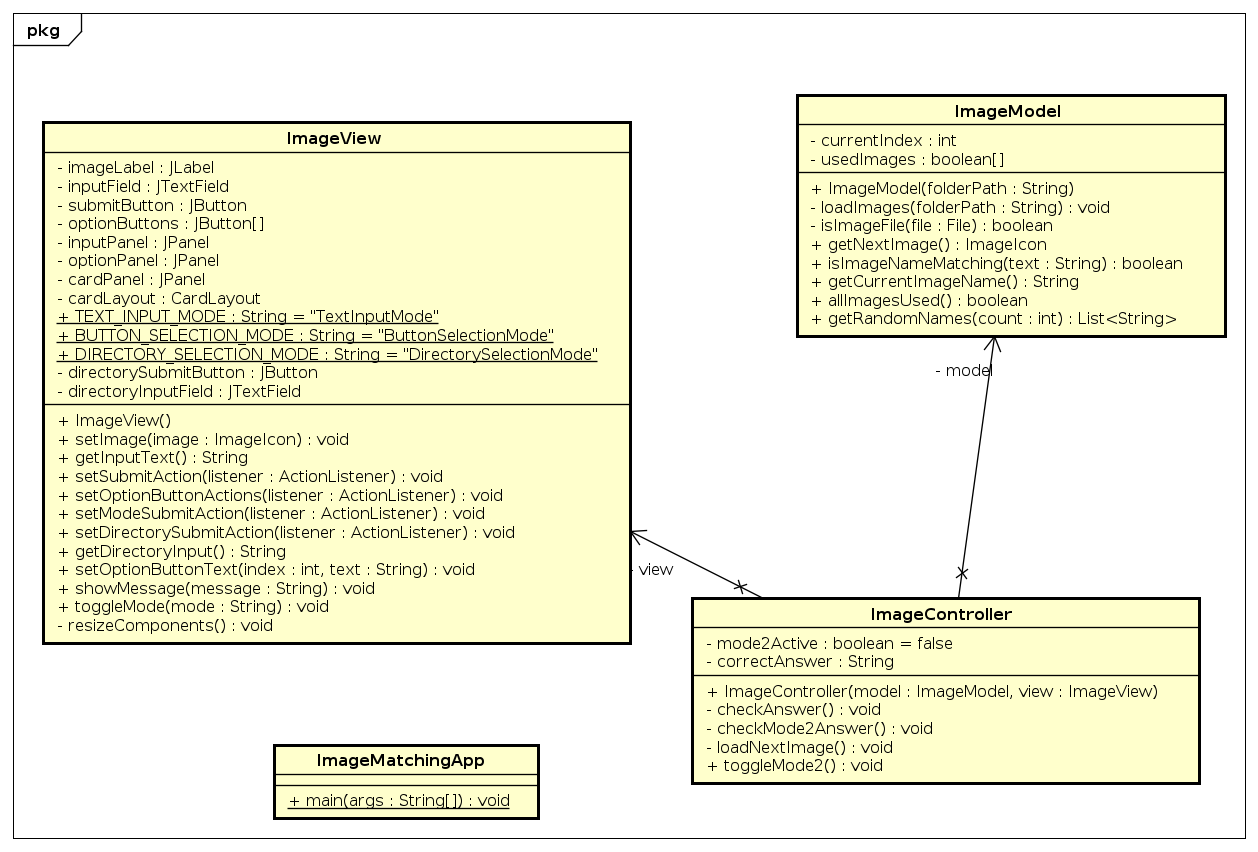 pkg
ImageView
- imageLabel : JLabel
- inputField : JTextField
- submitButton : JButton
- optionButtons : JButton[]
- inputPanel : JPanel
- optionPanel : JPanel
- cardPanel : JPanel
- cardLayout : CardLayout
+ TEXT_INPUT_MODE : String = "TextInputMode"
+ BUTTON_SELECTION_MODE : String = "ButtonSelectionMode"
+ DIRECTORY_SELECTION_MODE : String = "DirectorySelectionMode"
- directorySubmitButton : JButton
- directoryInputField : JTextField
+ ImageView()
+ setImage(image : ImageIcon) : void
+ getInputText() : String
+ setSubmitAction(listener : ActionListener) : void
+ setOptionButtonActions(listener : ActionListener) : void
+ setModeSubmitAction(listener : ActionListener) : void
+ setDirectorySubmitAction(listener : ActionListener) : void
+ getDirectoryInput() : String
+ setOptionButtonText(index : int, text : String) : void
+ showMessage(message : String) : void
+ toggleMode(mode : String) : void
- resizeComponents() : void
ImageModel
- currentIndex : int
- usedImages : boolean[]
+ ImageModel(folderPath : String)
- loadImages(folderPath : String) : void
- isImageFile(file : File) : boolean
+ getNextImage() : ImageIcon
+ isImageNameMatching(text : String) : boolean
+ getCurrentImageName() : String
+ allImagesUsed() : boolean
+ getRandomNames(count : int) : List<String>
- model
- view
ImageController
- mode2Active : boolean = false
- correctAnswer : String
+ ImageController(model : ImageModel, view : ImageView)
- checkAnswer() : void
- checkMode2Answer() : void
- loadNextImage() : void
+ toggleMode2() : void
ImageMatchingApp
+ main(args : String[]) : void